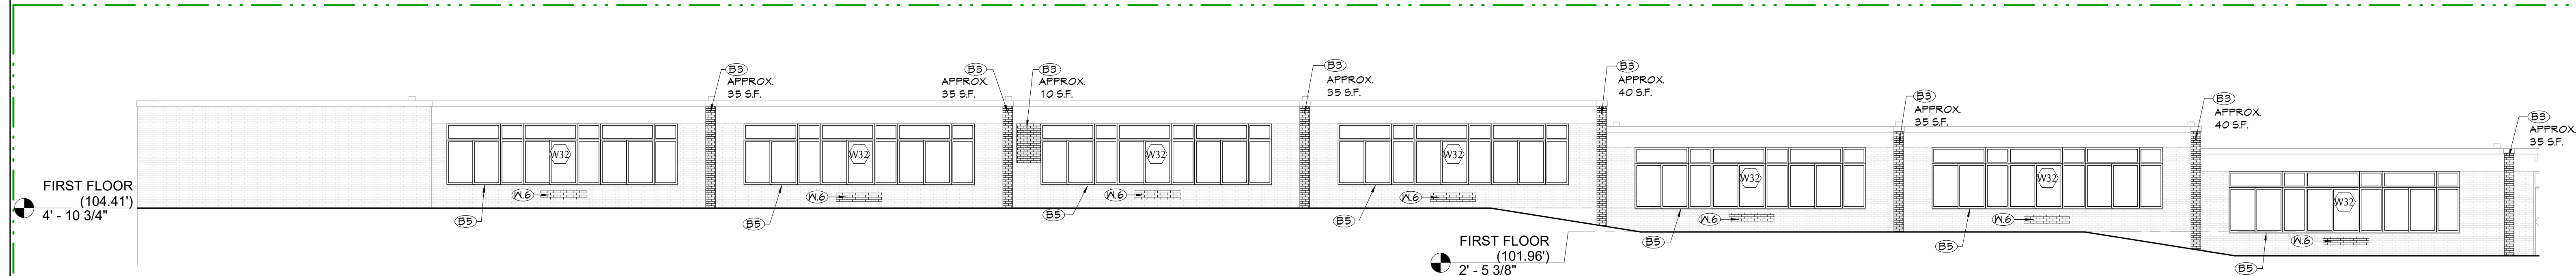 B3
APPROX.
35 S.F.
B3
APPROX.
35 S.F.
B3
APPROX.
10 S.F.
B3
APPROX.
35 S.F.
B3
APPROX.
40 S.F.
B3
APPROX.
35 S.F.
B3
APPROX.
40 S.F.
B3
APPROX.
35 S.F.
W32
W32
W32
W32
W32
W32
W32
FIRST FLOOR
(104.41')
4' - 10 3/4"
M.6
M.6
M.6
M.6
M.6
M.6
M.6
B5
B5
B5
B5
B5
B5
B5
FIRST FLOOR
(101.96')
2' - 5 3/8"